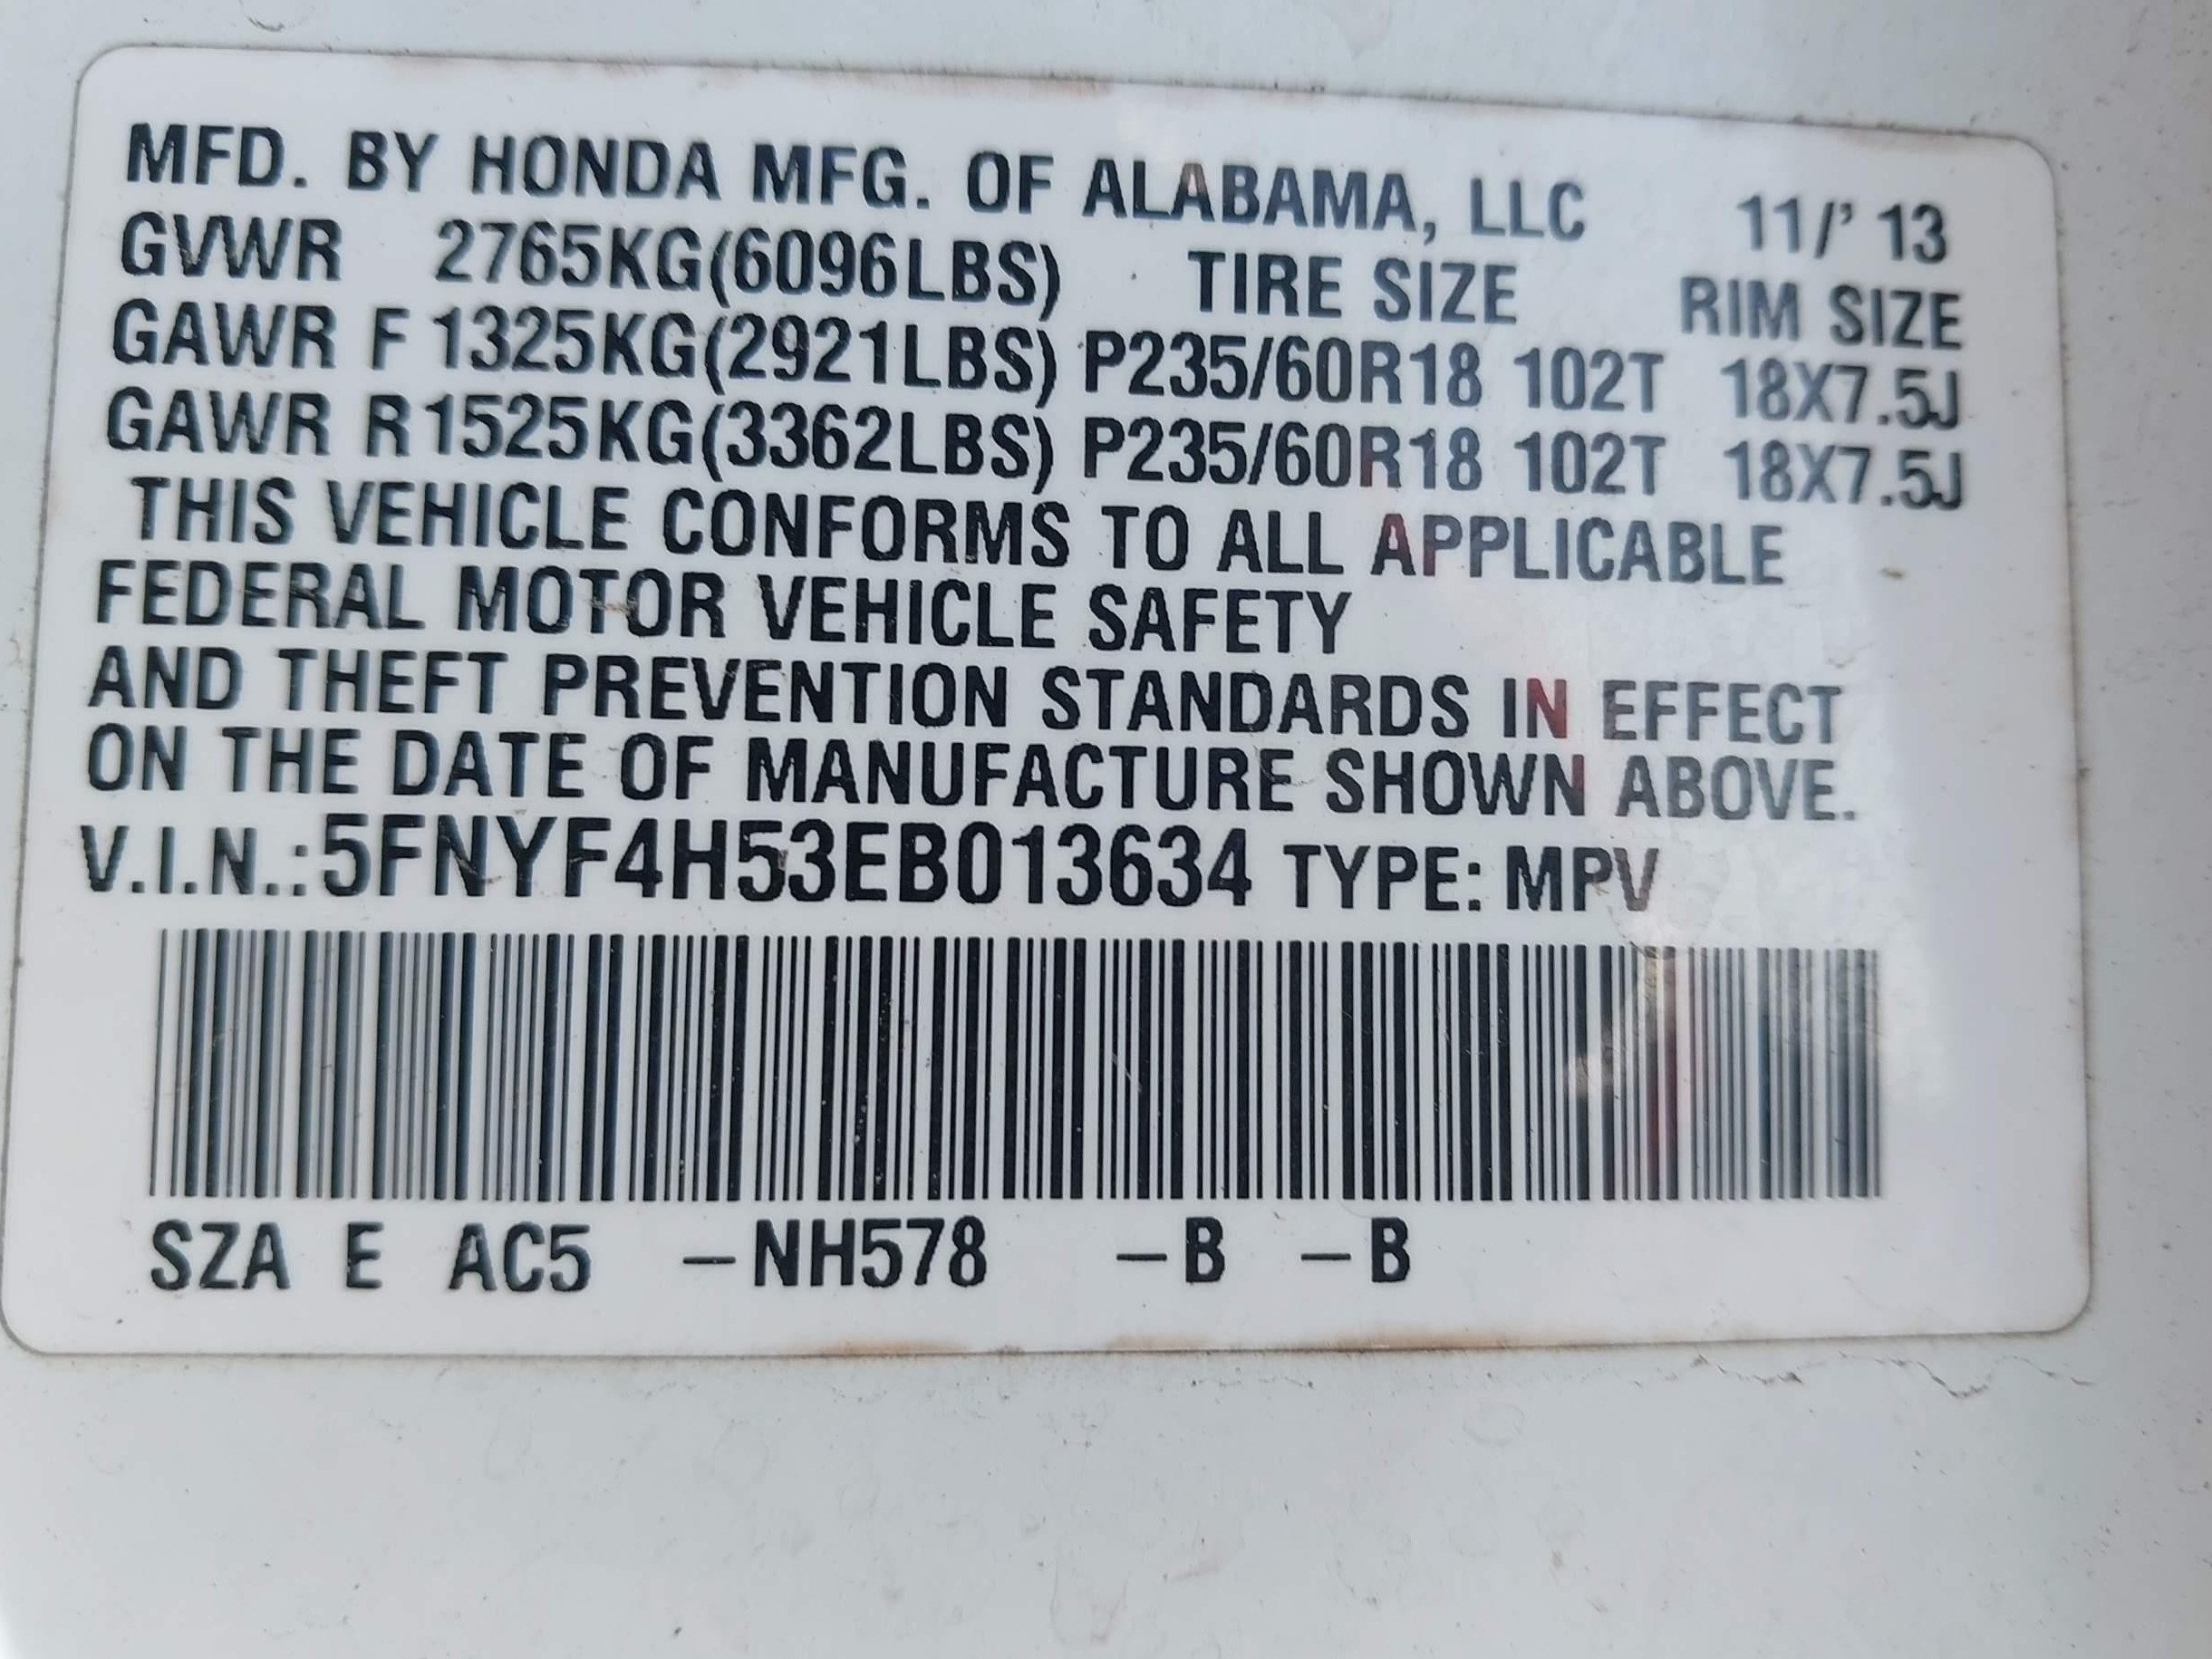 MFD. BY HONDA MFG. OF ALABAMA, LLC 11/' 13
GVWR 2765KG(6096LBS) TIRE SIZE RIM SIZE
GAWR F 1325KG(2921LBS) P235/60R18 102T 18X7.5J
GAWR R 1525KG(3362LBS) P235/60R18 102T 18X7.5J
THIS VEHICLE CONFORMS TO ALL APPLICABLE
FEDERAL MOTOR VEHICLE SAFETY
AND THEFT PREVENTION STANDARDS IN EFFECT
ON THE DATE OF MANUFACTURE SHOWN ABOVE.
V.I.N.:5FNYF4H53EB013634 TYPE: MPV
SZA E AC5 –NH578 –B –B